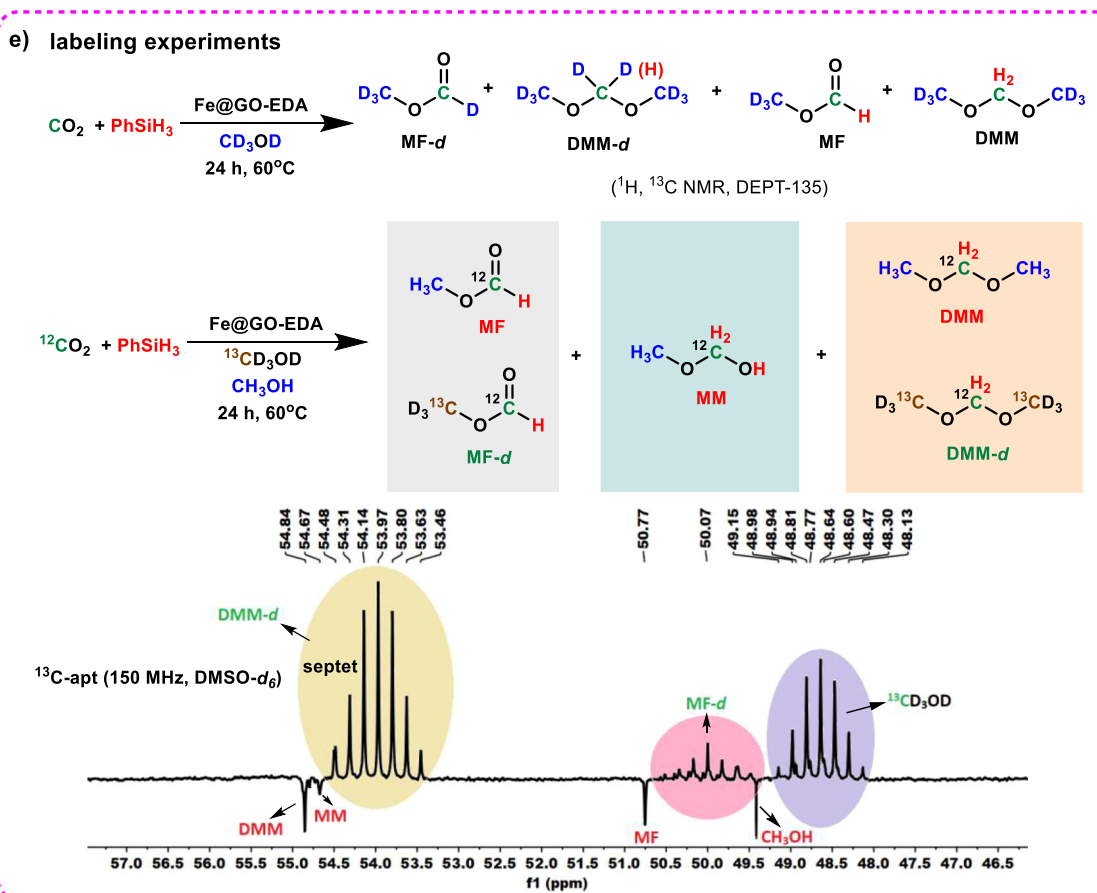 e) labeling experiments
CO2 + PhSiH3
Fe@GO-EDA
CD3OD
24 h, 60oC
D3C O C O D
MF-d
+
D3C O C D D (H) O CD3
DMM-d
+
D3C O C O H
MF
+
D3C O C H2 O CD3
DMM
(1H, 13C NMR, DEPT-135)
12CO2 + PhSiH3
Fe@GO-EDA
13CD3OD
CH3OH
24 h, 60oC
H3C O 12C O H
MF
D3 13C O 12C O H
MF-d
+
H3C O 12C H2 OH
MM
+
H3C O 12C H2 O CH3
DMM
D3 13C O 12C H2 O 13CD3
DMM-d
54.84 54.67 54.48 54.31 54.14 53.97 53.80 53.63 53.46 50.77 50.07 49.15 48.98 48.94 48.81 48.77 48.64 48.60 48.47 48.30 48.13
DMM-d
septet
13C-apt (150 MHz, DMSO-d6)
MF-d
13CD3OD
DMM
MM
MF
CH3OH
57.0 56.5 56.0 55.5 55.0 54.5 54.0 53.5 53.0 52.5 52.0 51.5 51.0 50.5 50.0 49.5 49.0 48.5 48.0 47.5 47.0 46.5
f1 (ppm)